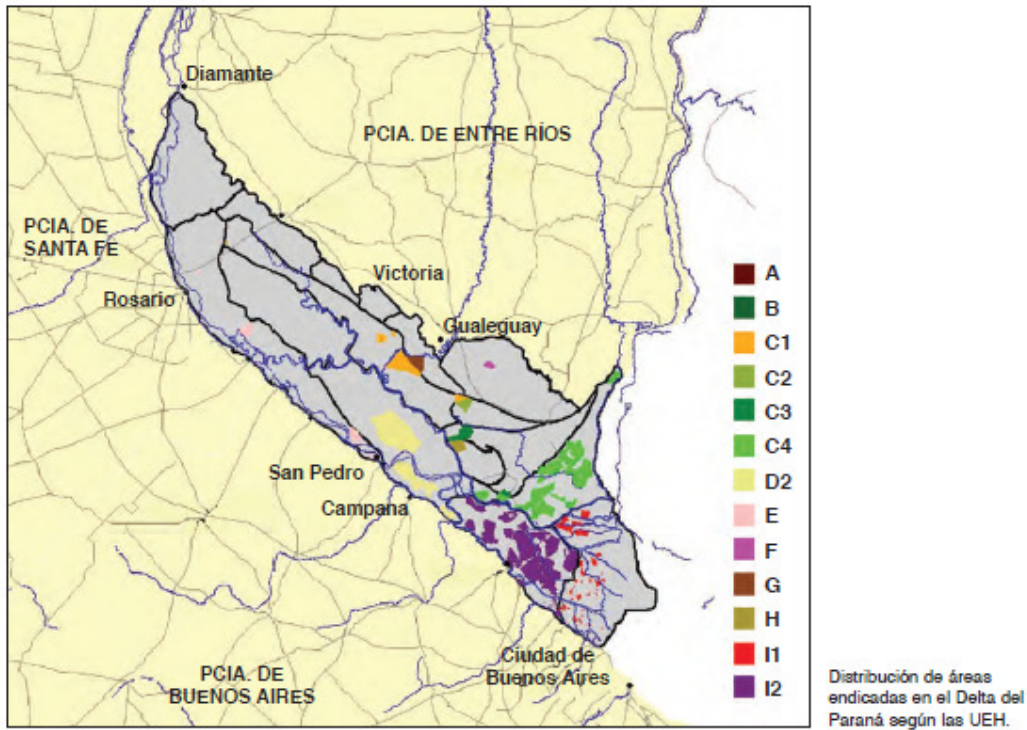 Diamante
PCIA. DE ENTRE RÍOS
PCIA. DE
SANTA FE
Victoria
Rosario
Gualeguay
San Pedro
Campana
Ciudad de
Buenos Aires
PCIA. DE
BUENOS AIRES
A
B
C1
C2
C3
C4
D2
E
F
G
H
I1
I2
Distribución de áreas
endicadas en el Delta del
Paraná según las UEH.